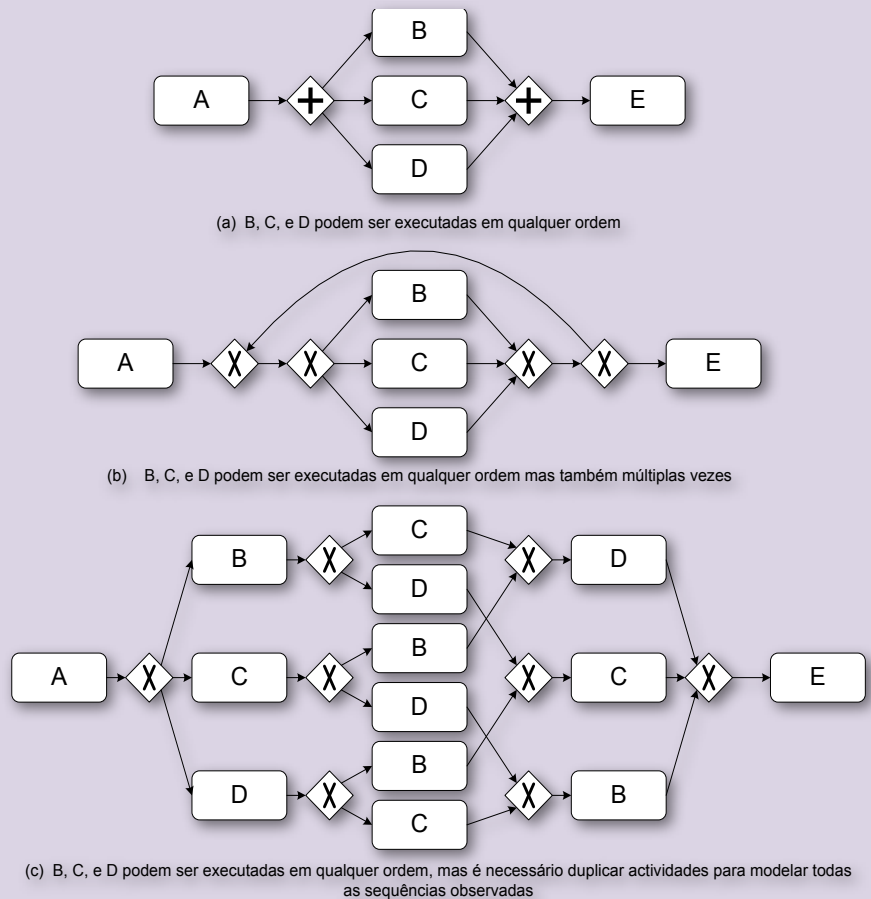 B
A
C
E
D
(a) B, C, e D podem ser executadas em qualquer ordem
B
A
X
X
C
X
X
E
D
(b) B, C, e D podem ser executadas em qualquer ordem mas também múltiplas vezes
C
B
X
X
D
D
B
A
X
C
X
X
C
X
E
D
B
D
X
X
B
C
(c) B, C, e D podem ser executadas em qualquer ordem, mas é necessário duplicar actividades para modelar todas
as sequências observadas